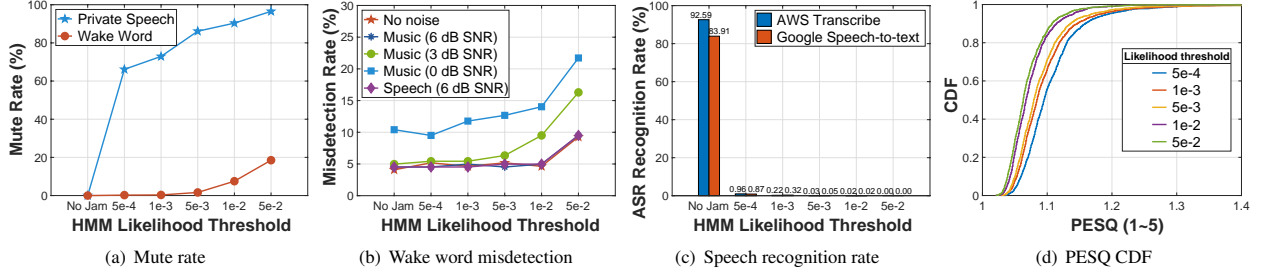 100
80
60
40
20
0
Mute Rate (%)
Private Speech
Wake Word
No Jam
5e-4
1e-3
5e-3
1e-2
5e-2
HMM Likelihood Threshold
(a) Mute rate
30
25
20
15
10
5
0
Misdetection Rate (%)
No noise
Music (6 dB SNR)
Music (3 dB SNR)
Music (0 dB SNR)
Speech (6 dB SNR)
No Jam
5e-4
1e-3
5e-3
1e-2
5e-2
HMM Likelihood Threshold
(b) Wake word misdetection
100
80
60
40
20
0
ASR Recognition Rate (%)
AWS Transcribe
Google Speech-to-text
92.59
83.91
0.96 0.87
0.22 0.32
0.03 0.05
0.02 0.02
0.00 0.00
No Jam
5e-4
1e-3
5e-3
1e-2
5e-2
HMM Likelihood Threshold
(c) Speech recognition rate
1
0.8
0.6
0.4
0.2
0
CDF
Likelihood threshold
5e-4
1e-3
5e-3
1e-2
5e-2
1
1.1
1.2
1.3
1.4
PESQ (1~5)
(d) PESQ CDF